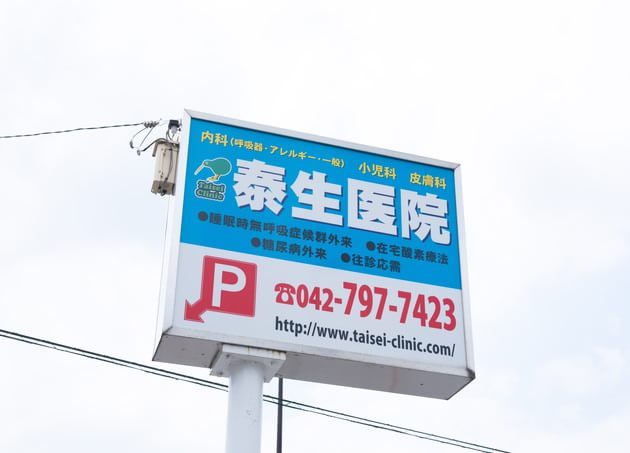 内科(呼吸器・アレルギー・一般) 小児科 皮膚科
Taisei
Clinic
泰生医院
●睡眠時無呼吸症候群外来 ●在宅酸素療法
●糖尿病外来 ●往診応需
P
☎042-797-7423
http://www.taisei-clinic.com/